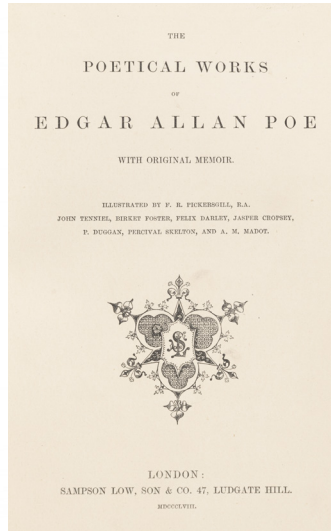 THE
POETICAL WORKS
OF
EDGAR ALLAN POE
WITH ORIGINAL MEMOIR.
ILLUSTRATED BY F. R. PICKERSGILL, R.A.
JOHN TENNIEL, BIRKET FOSTER, FELIX DARLEY, JASPER CROPSEY,
P. DUGGAN, PERCIVAL SKELTON, AND A. M. MADOT.
LONDON:
SAMPSON LOW, SON & CO. 47, LUDGATE HILL.
MDCCCLVIII.